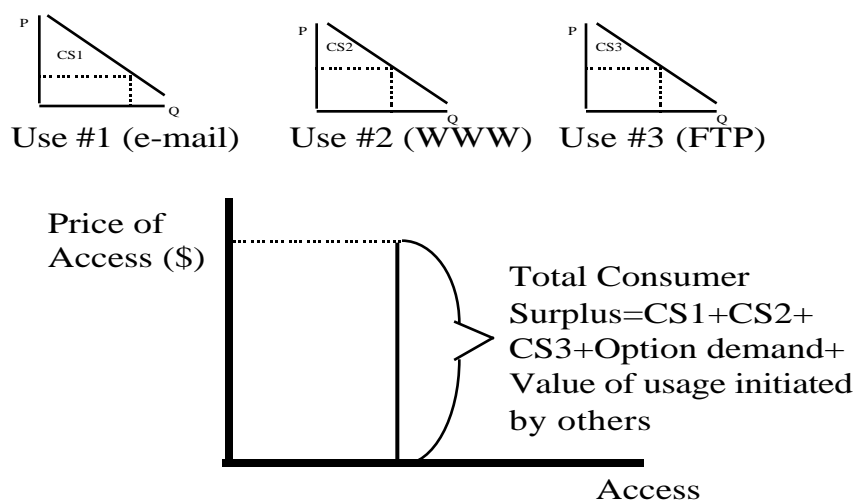 P
CS1
Q
Use #1 (e-mail)
P
CS2
Q
Use #2 (WWW)
P
CS3
Q
Use #3 (FTP)
Price of
Access ($)
Total Consumer
Surplus=CS1+CS2+
CS3+Option demand+
Value of usage initiated
by others
Access